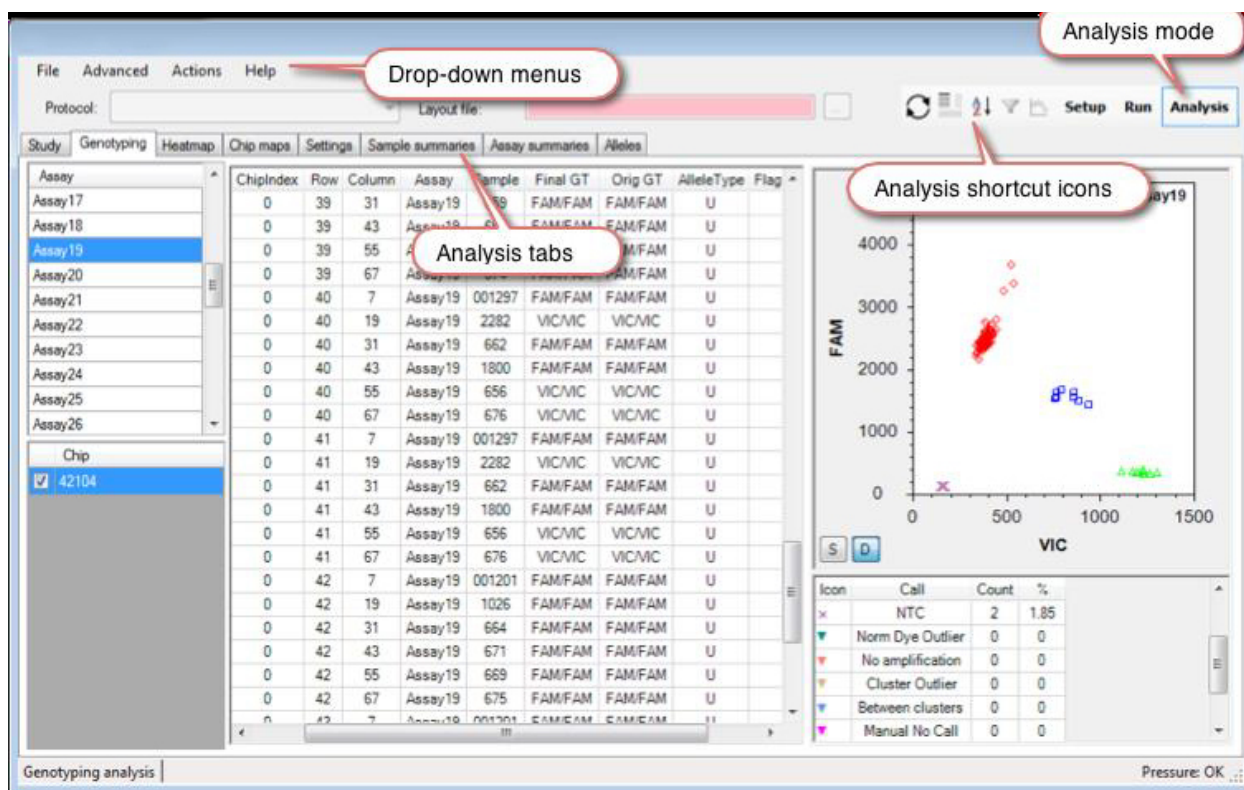 Analysis mode
File Advanced Actions Help
Drop-down menus
Protocol: Layout file: ... Setup Run Analysis
Study Genotyping Heatmap Chip maps Settings Sample summaries Assay summaries Alleles
Analysis shortcut icons
Analysis tabs
Assay
Assay17
Assay18
Assay19
Assay20
Assay21
Assay22
Assay23
Assay24
Assay25
Assay26
Chip
42104
ChipIndex Row Column Assay Sample Final GT Orig GT AlleleType Flag
0 39 31 Assay19 FAM/FAM FAM/FAM U
0 39 43 U
0 39 55 U
0 39 67 U
0 40 7 Assay19 001297 FAM/FAM FAM/FAM U
0 40 19 Assay19 2282 VIC/VIC VIC/VIC U
0 40 31 Assay19 662 FAM/FAM FAM/FAM U
0 40 43 Assay19 1800 FAM/FAM FAM/FAM U
0 40 55 Assay19 656 VIC/VIC VIC/VIC U
0 40 67 Assay19 676 VIC/VIC VIC/VIC U
0 41 7 Assay19 001297 FAM/FAM FAM/FAM U
0 41 19 Assay19 2282 VIC/VIC VIC/VIC U
0 41 31 Assay19 662 FAM/FAM FAM/FAM U
0 41 43 Assay19 1800 FAM/FAM FAM/FAM U
0 41 55 Assay19 656 VIC/VIC VIC/VIC U
0 41 67 Assay19 676 VIC/VIC VIC/VIC U
0 42 7 Assay19 001201 FAM/FAM FAM/FAM U
0 42 19 Assay19 1026 FAM/FAM FAM/FAM U
0 42 31 Assay19 664 FAM/FAM FAM/FAM U
0 42 43 Assay19 671 FAM/FAM FAM/FAM U
0 42 55 Assay19 669 FAM/FAM FAM/FAM U
0 42 67 Assay19 675 FAM/FAM FAM/FAM U
4000
3000
2000
1000
0
FAM
0 500 1000 1500
VIC
S D
Icon Call Count %
NTC 2 1.85
Norm Dye Outlier 0 0
No amplification 0 0
Cluster Outlier 0 0
Between clusters 0 0
Manual No Call 0 0
Genotyping analysis Pressure: OK